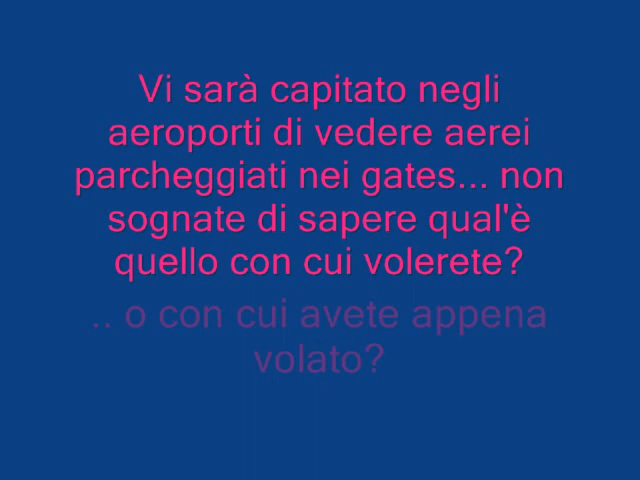 Vi sarà capitato negli
aeroporti di vedere aerei
parcheggiati nei gates... non
sognate di sapere qual'è
quello con cui volerete?
.. o con cui avete appena
volato?